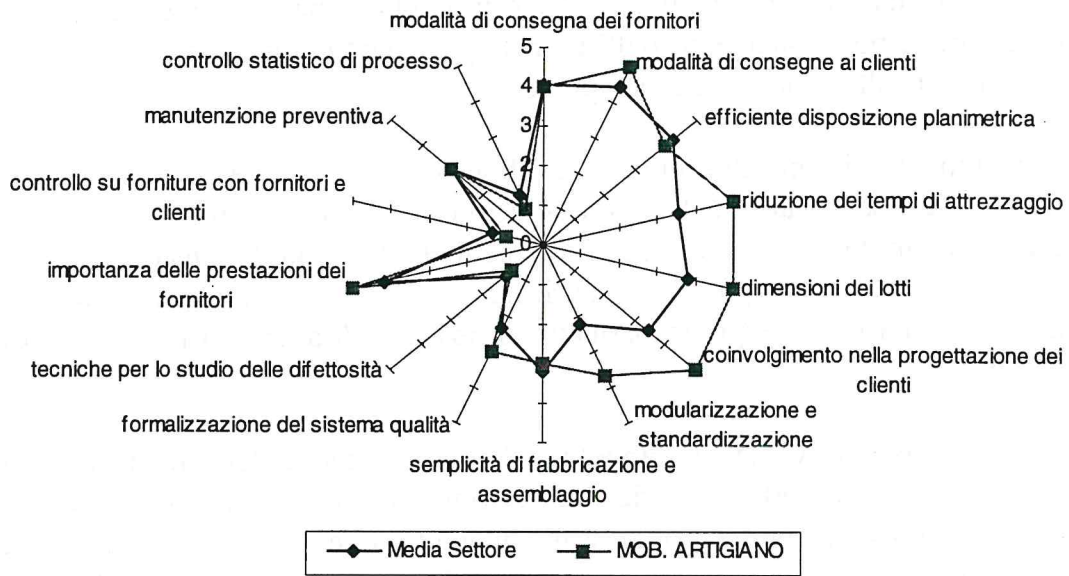 modalità di consegna dei fornitori
5
4
3
2
1
0
modalità di consegne ai clienti
efficiente disposizione planimetrica
riduzione dei tempi di attrezzaggio
dimensioni dei lotti
coinvolgimento nella progettazione dei
clienti
modularizzazione e
standardizzazione
semplicità di fabbricazione e
assemblaggio
formalizzazione del sistema qualità
tecniche per lo studio delle difettosità
importanza delle prestazioni dei
fornitori
controllo su forniture con fornitori e
clienti
manutenzione preventiva
controllo statistico di processo
Media Settore
MOB. ARTIGIANO